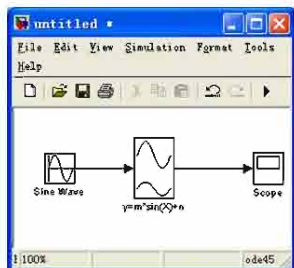 untitled *
File Edit View Simulation Format Tools
Help
Sine Wave
y=m*sin(X)+n
Scope
100%
ode45